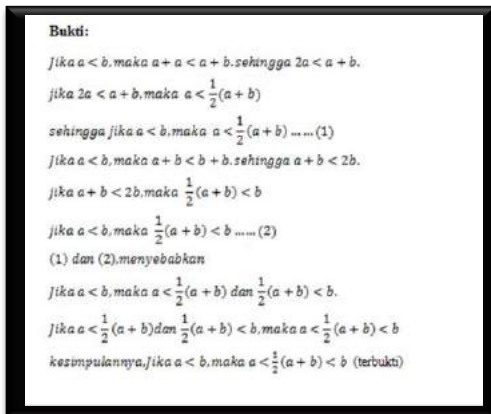 Bukti:
Jika a < b, maka a + a < a + b. sehingga 2a < a + b.
jika 2a < a + b, maka a < 1/2 (a + b)
sehingga jika a < b, maka a < 1/2 (a + b) ...... (1)
Jika a < b, maka a + b < b + b. sehingga a + b < 2b.
jika a + b < 2b, maka 1/2 (a + b) < b
jika a < b, maka 1/2 (a + b) < b ...... (2)
(1) dan (2), menyebabkan
Jika a < b, maka a < 1/2 (a + b) dan 1/2 (a + b) < b.
Jika a < 1/2 (a + b) dan 1/2 (a + b) < b, maka a < 1/2 (a + b) < b
kesimpulannya, Jika a < b, maka a < 1/2 (a + b) < b (terbukti)